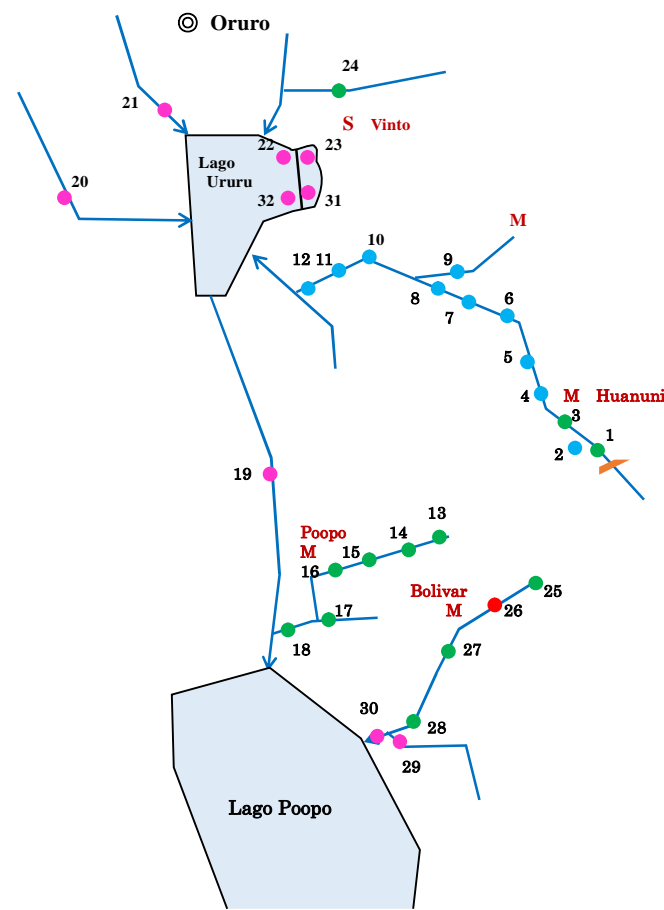 Oruro
24
21
S Vinto
22 23
Lago
Ururu
20
32 31
M
10
12 11 9
8
7 6
5
4
M Huanuni
3
1
2
19
13
Poopo
14
M 15
16
Bolivar
25
M 26
17
18
27
30
28
29
Lago Poopo